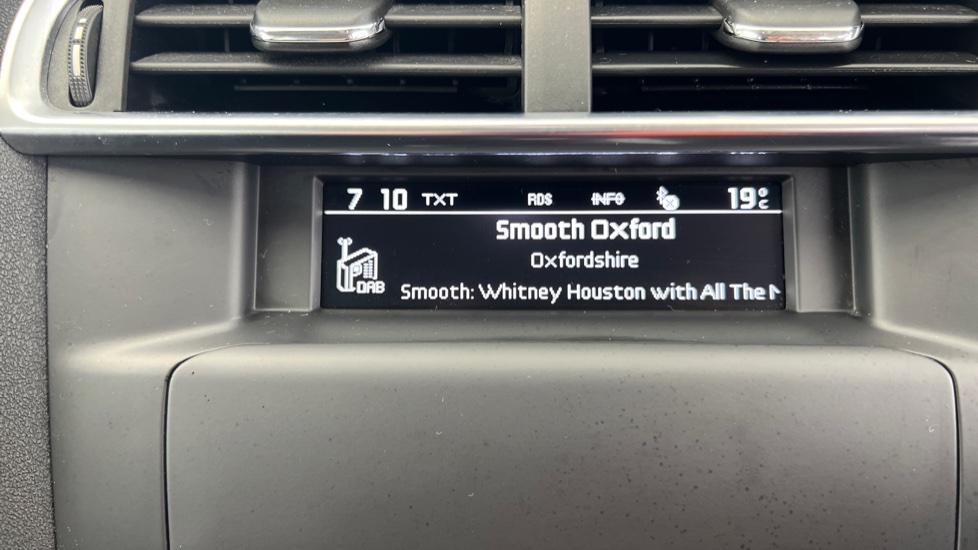 7 10 TXT RDS INFO 19°C
Smooth Oxford
Oxfordshire
DAB
Smooth: Whitney Houston with All The